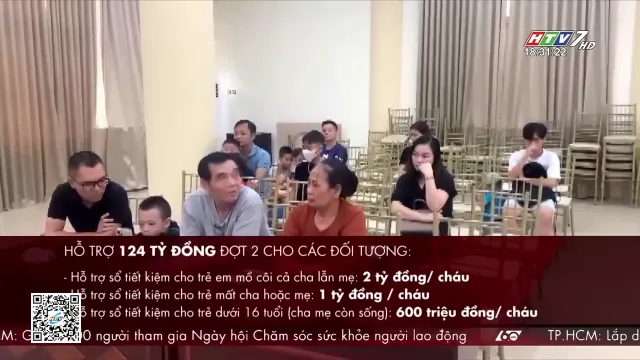 HTV7 HD
18:31:22
HỖ TRỢ 124 TỶ ĐỒNG ĐỢT 2 CHO CÁC ĐỐI TƯỢNG:
- Hỗ trợ sổ tiết kiệm cho trẻ em mồ côi cả cha lẫn mẹ: 2 tỷ đồng/ cháu
Hỗ trợ sổ tiết kiệm cho trẻ mất cha hoặc mẹ: 1 tỷ đồng / cháu
Hỗ trợ sổ tiết kiệm cho trẻ dưới 16 tuổi (cha mẹ còn sống): 600 triệu đồng/ cháu
người tham gia Ngày hội Chăm sóc sức khỏe người lao động TP.HCM: Lắp